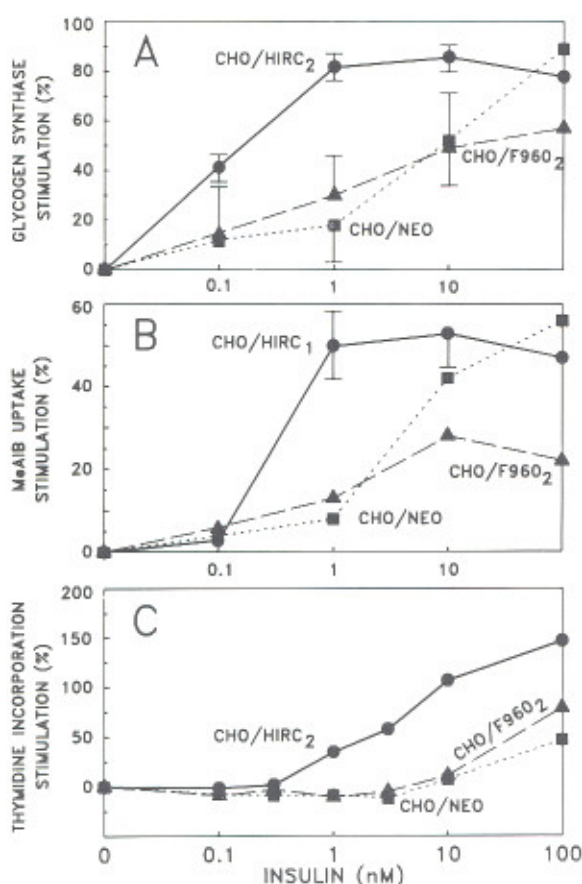 A
GLYCOGEN SYNTHASE
STIMULATION (%)
100
80
60
40
20
0
CHO/HIRC2
CHO/F9602
CHO/NEO
0.1
1
10
B
MeAIB UPTAKE
STIMULATION (%)
60
40
20
0
CHO/HIRC1
CHO/F9602
CHO/NEO
0.1
1
10
C
THYMIDINE INCORPORATION
STIMULATION (%)
200
150
100
50
0
CHO/HIRC2
CHO/F9602
CHO/NEO
0
0.1
1
10
100
INSULIN (nM)